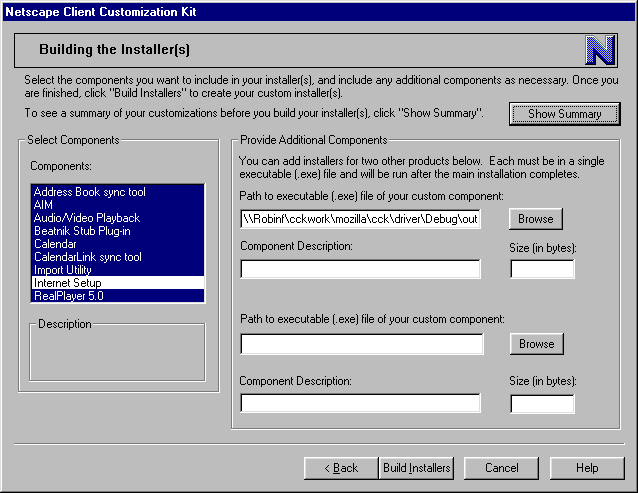 Netscape Client Customization Kit
Building the Installer(s)
N
Select the components you want to include in your installer(s), and include any additional components as necessary. Once you
are finished, click "Build Installers" to create your custom installer(s).
To see a summary of your customizations before you build your installer(s), click "Show Summary".
Show Summary
Select Components
Components:
Address Book sync tool
AIM
Audio/Video Playback
Beatnik Stub Plug-in
Calendar
CalendarLink sync tool
Import Utility
Internet Setup
RealPlayer 5.0
Description
Provide Additional Components
You can add installers for two other products below. Each must be in a single
executable (.exe) file and will be run after the main installation completes.
Path to executable (.exe) file of your custom component:
\\Robinf\cckwork\mozilla\cck\driver\Debug\out
Browse
Component Description:
Size (in bytes):
Path to executable (.exe) file of your custom component:
Browse
Component Description:
Size (in bytes):
< Back
Build Installers
Cancel
Help